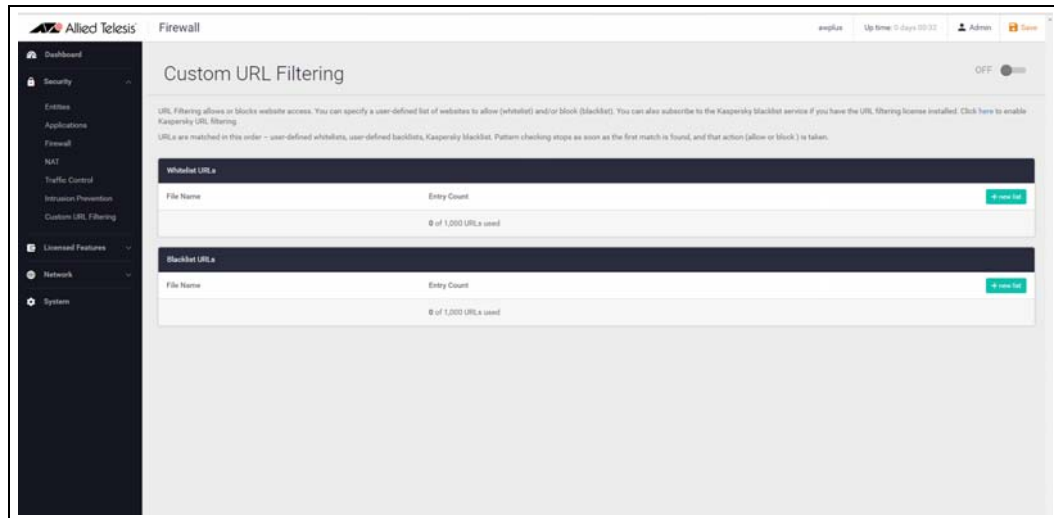 Allied Telesis
Firewall
awplus
Up time: 0 days 00:32
Admin
Save
Dashboard
Security
Entities
Applications
Firewall
NAT
Traffic Control
Intrusion Prevention
Custom URL Filtering
Licensed Features
Network
System
Custom URL Filtering
OFF
URL Filtering allows or blocks website access. You can specify a user-defined list of websites to allow (whitelist) and/or block (blacklist). You can also subscribe to the Kaspersky blacklist service if you have the URL filtering license installed. Click here to enable
Kaspersky URL filtering.
URLs are matched in this order – user-defined whitelists, user-defined backlists, Kaspersky blacklist. Pattern checking stops as soon as the first match is found, and that action (allow or block ) is taken.
Whitelist URLs
File Name
Entry Count
+ new list
0 of 1,000 URLs used
Blacklist URLs
File Name
Entry Count
+ new list
0 of 1,000 URLs used